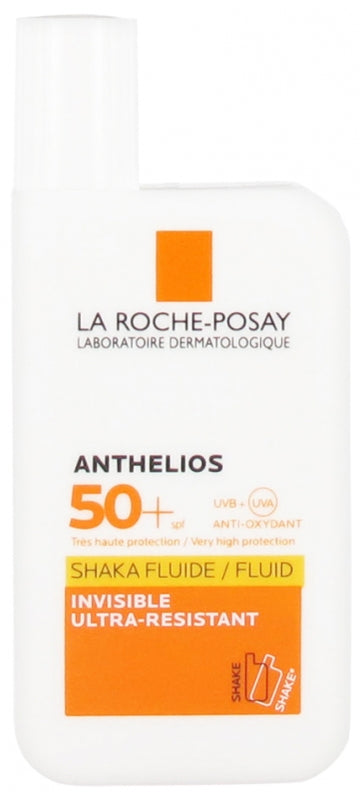 LA ROCHE-POSAY
LABORATOIRE DERMATOLOGIQUE
ANTHELIOS
50+ spf
UVB + UVA
ANTI-OXYDANT
Très haute protection / Very high protection
SHAKA FLUIDE / FLUID
INVISIBLE
ULTRA-RESISTANT
SHAKE
SHAKE®